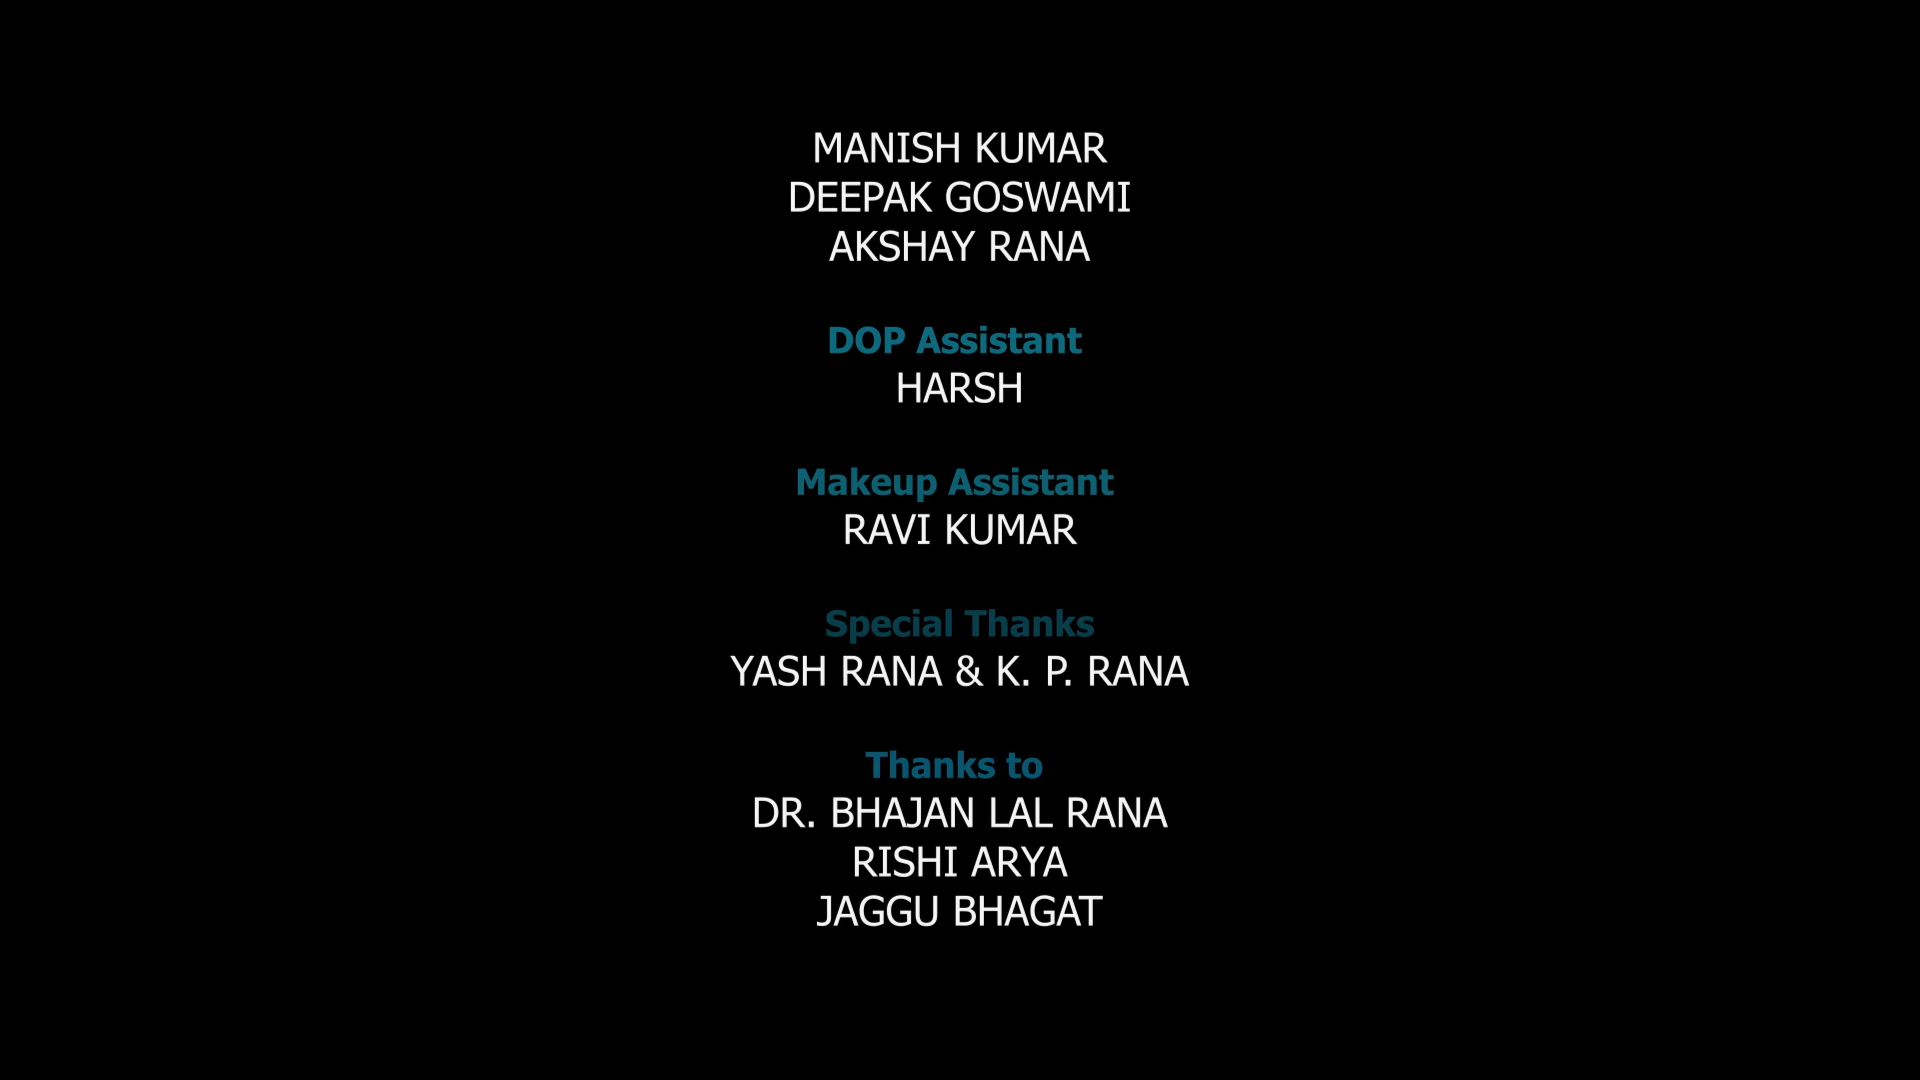 MANISH KUMAR
DEEPAK GOSWAMI
AKSHAY RANA
DOP Assistant
HARSH
Makeup Assistant
RAVI KUMAR
Special Thanks
YASH RANA & K. P. RANA
Thanks to
DR. BHAJAN LAL RANA
RISHI ARYA
JAGGU BHAGAT